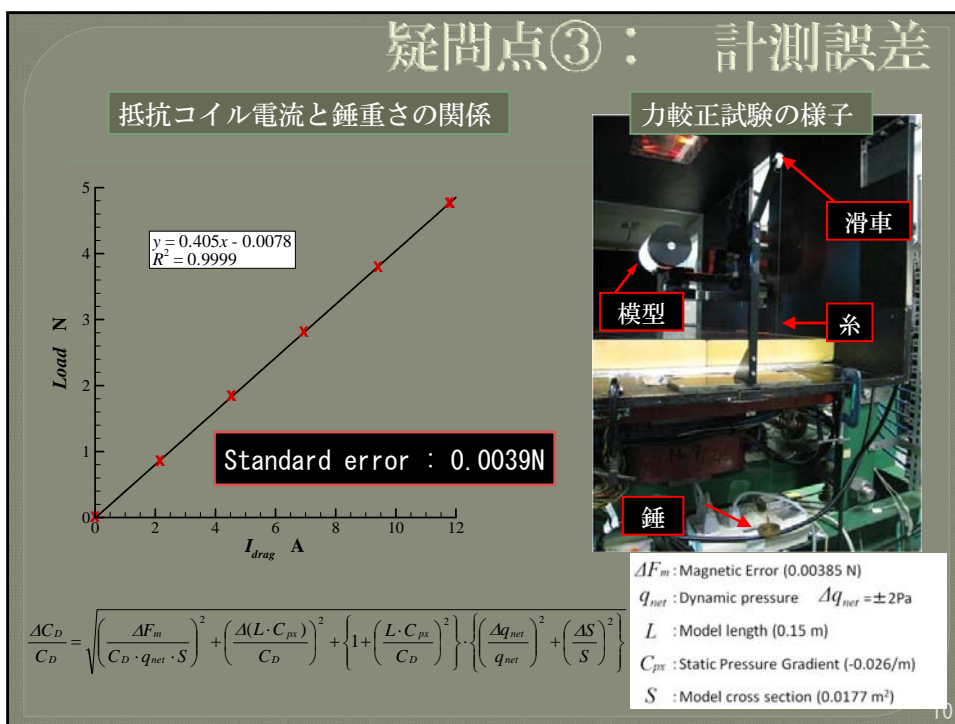 疑問点③： 計測誤差
抵抗コイル電流と錘重さの関係
力較正試験の様子
5
4
3
2
1
0
Load N
y = 0.405x - 0.0078
R² = 0.9999
Standard error : 0.0039N
0 2 4 6 8 10 12
I_drag A
滑車
模型
糸
錘
ΔC_D/C_D = √((ΔF_m/(C_D·q_net·S))² + (Δ(L·C_px)/C_D)² + {1+(L·C_px/C_D)²}·{(Δq_net/q_net)² + (ΔS/S)²})
ΔFm : Magnetic Error (0.00385 N)
q_net : Dynamic pressure Δq_net =±2Pa
L : Model length (0.15 m)
C_px : Static Pressure Gradient (-0.026/m)
S : Model cross section (0.0177 m²)
10